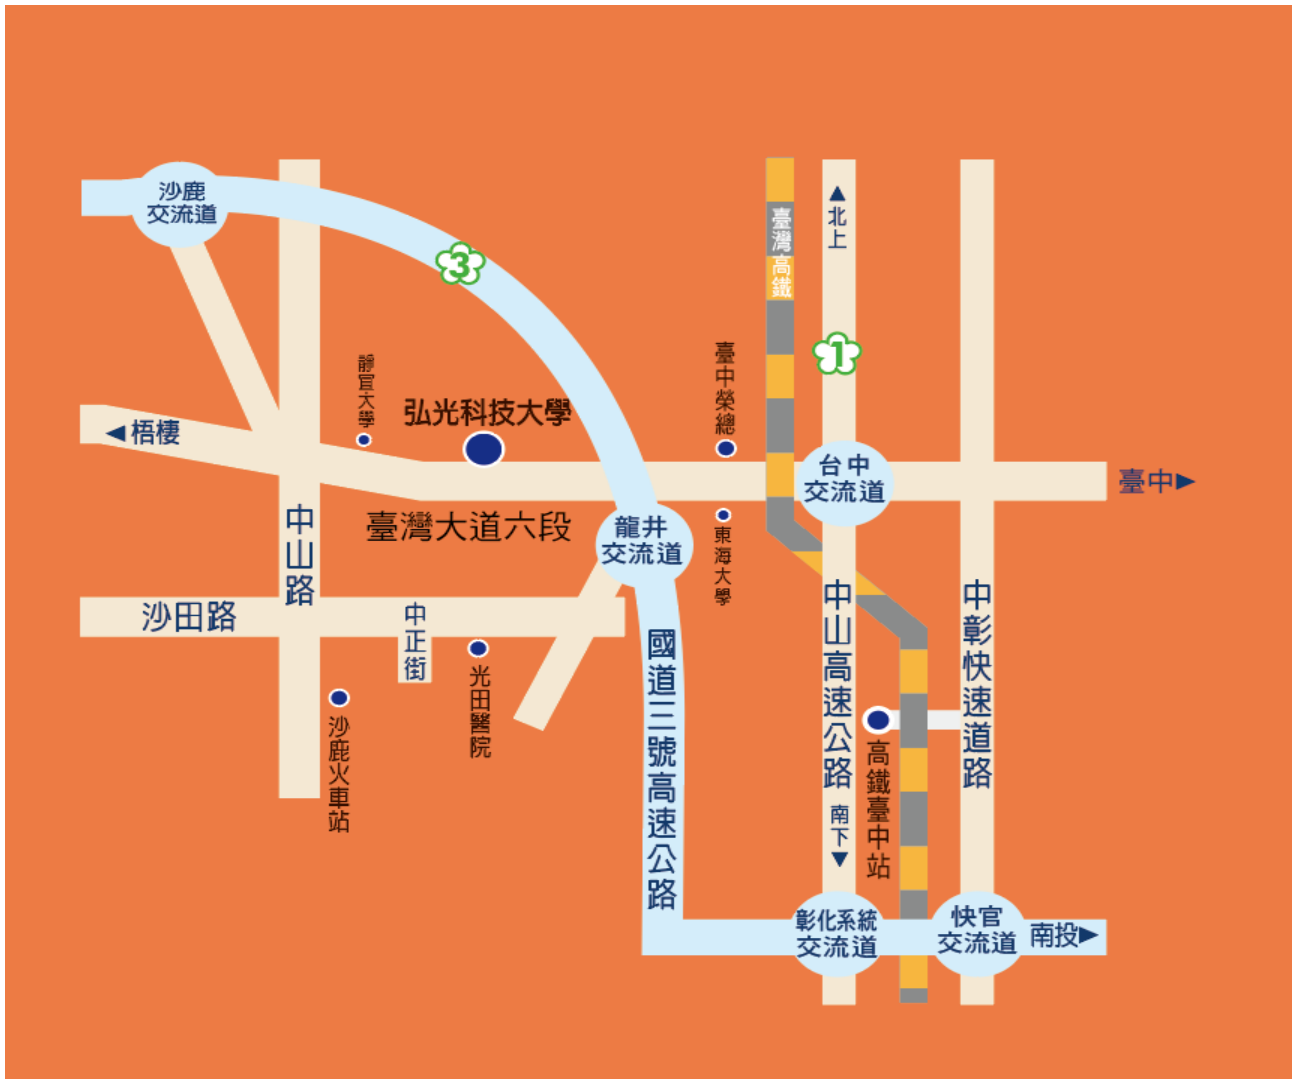 沙鹿
交流道
臺灣高鐵
▲北上
3
1
靜宜大學
弘光科技大學
臺中榮總
◀梧棲
台中
交流道
臺中▶
中山路
臺灣大道六段
龍井
交流道
東海大學
沙田路
中正街
光田醫院
沙鹿火車站
國道三號高速公路
中山高速公路
南下▼
中彰快速道路
高鐵臺中站
彰化系統
交流道
快官
交流道
南投▶